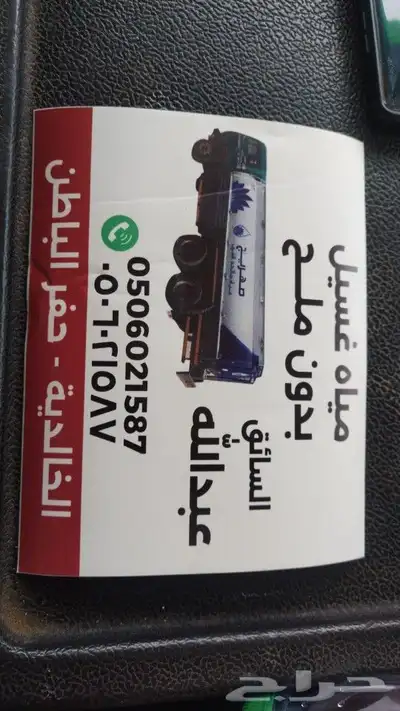 مياه غسيل
بدون ملح
السائق
عبدالله
0506021587
٠٥٠٦٠٢١٥٨٧
الخالدية - حفر الباطن
حراج